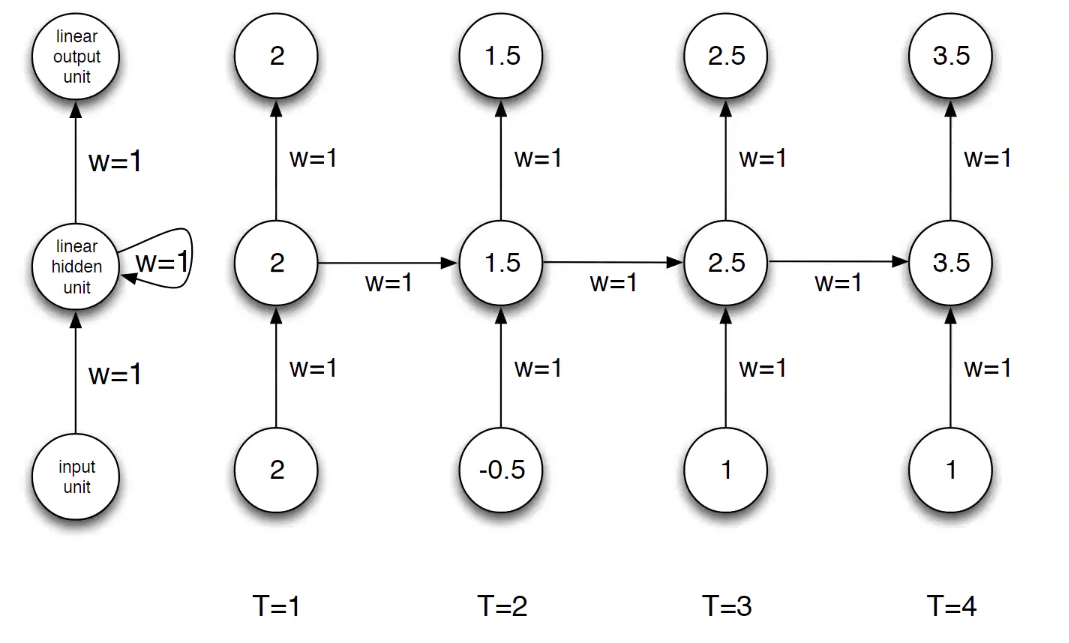 linear
output
unit
2
1.5
2.5
3.5
w=1
w=1
w=1
w=1
w=1
linear
hidden
unit
w=1
2
w=1
1.5
w=1
2.5
w=1
3.5
w=1
w=1
w=1
w=1
w=1
input
unit
2
-0.5
1
1
T=1
T=2
T=3
T=4